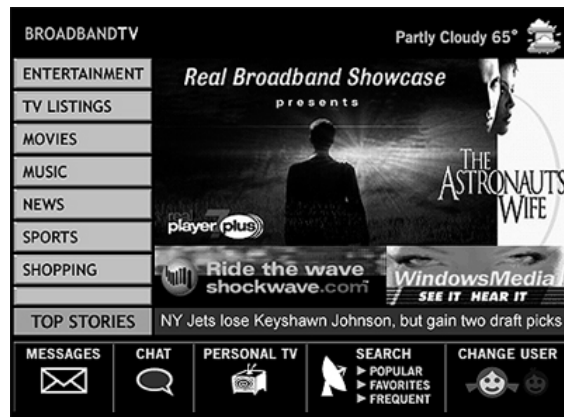 BROADBANDTV
Partly Cloudy 65°
ENTERTAINMENT
TV LISTINGS
MOVIES
MUSIC
NEWS
SPORTS
SHOPPING
Real Broadband Showcase
presents
THE
ASTRONAUTS
WIFE
player plus
Ride the wave
shockwave.com
WindowsMedia
SEE IT HEAR IT
TOP STORIES
NY Jets lose Keyshawn Johnson, but gain two draft picks
MESSAGES
CHAT
PERSONAL TV
SEARCH
POPULAR
FAVORITES
FREQUENT
CHANGE USER